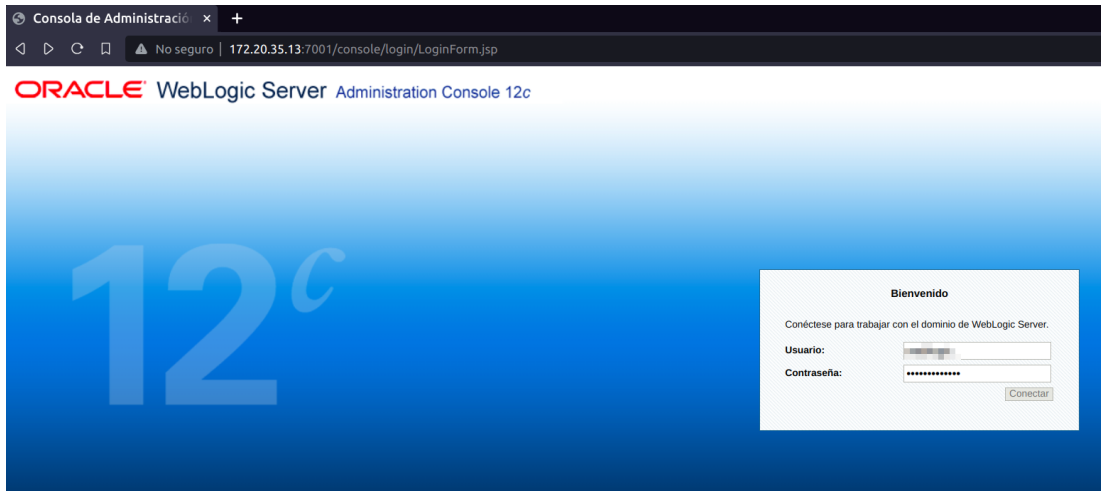 Consola de Administració × +
No seguro | 172.20.35.13:7001/console/login/LoginForm.jsp
ORACLE® WebLogic Server Administration Console 12c
12c
Bienvenido
Conéctese para trabajar con el dominio de WebLogic Server.
Usuario:
Contraseña: •••••••••••••
Conectar